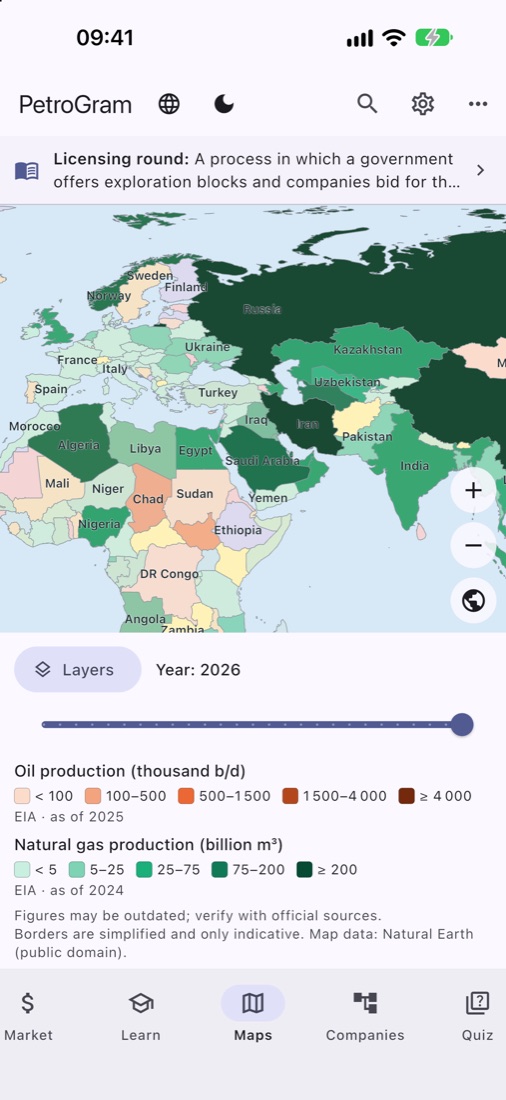 09:41
PetroGram
Licensing round: A process in which a government
offers exploration blocks and companies bid for th...
Sweden
Finland
Norway
Russia
Ukraine
Kazakhstan
France
Italy
Uzbekistan
Spain
Turkey
Morocco
Iraq
Iran
Algeria
Libya
Egypt
Pakistan
Saudi Arabia
India
Mali
Niger
Chad
Sudan
Yemen
Nigeria
Ethiopia
DR Congo
Angola
Zambia
Layers
Year: 2026
Oil production (thousand b/d)
< 100 100–500 500–1 500 1 500–4 000 ≥ 4 000
EIA · as of 2025
Natural gas production (billion m³)
< 5 5–25 25–75 75–200 ≥ 200
EIA · as of 2024
Figures may be outdated; verify with official sources.
Borders are simplified and only indicative. Map data: Natural Earth
(public domain).
Market Learn Maps Companies Quiz